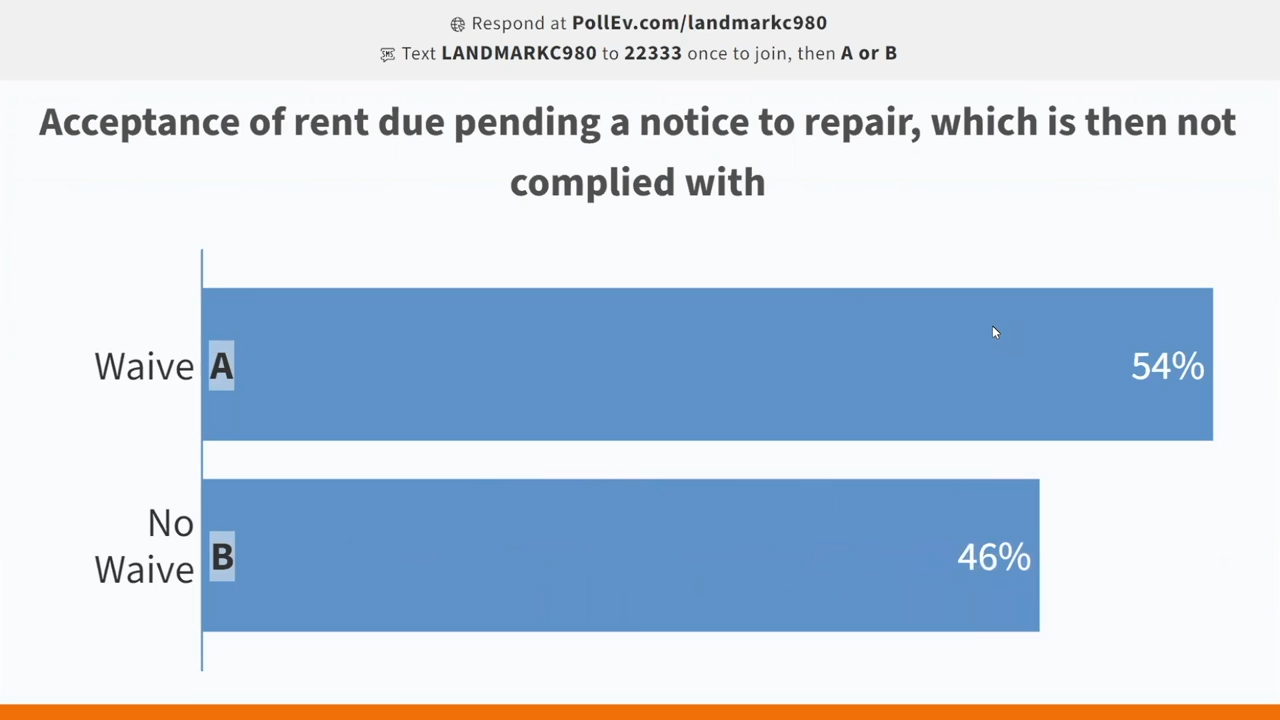 Respond at PollEv.com/landmarkc980
Text LANDMARKC980 to 22333 once to join, then A or B
Acceptance of rent due pending a notice to repair, which is then not
complied with
Waive A 54%
No
Waive B 46%